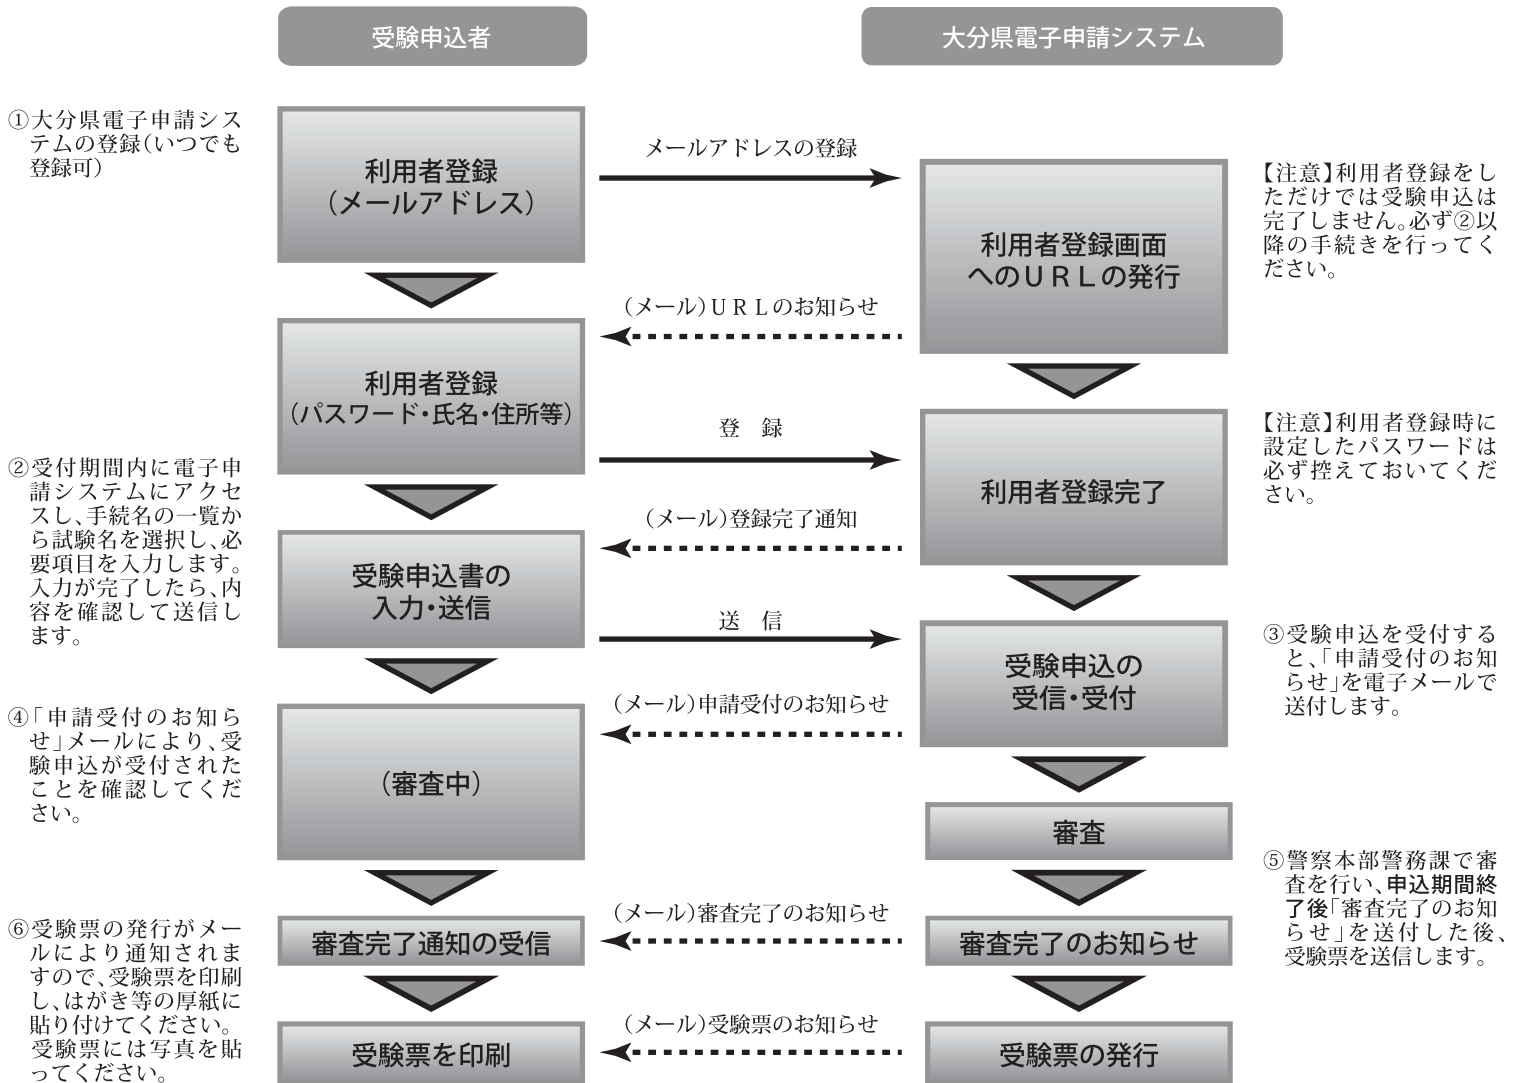 受験申込者
大分県電子申請システム
①大分県電子申請シス
テムの登録(いつでも
登録可)
利用者登録
(メールアドレス)
メールアドレスの登録
利用者登録画面
へのURLの発行
【注意】利用者登録をし
ただけでは受験申込は
完了しません。必ず②以
降の手続きを行ってく
ださい。
(メール)URLのお知らせ
利用者登録
(パスワード・氏名・住所等)
登　録
利用者登録完了
【注意】利用者登録時に
設定したパスワードは
必ず控えておいてくだ
さい。
(メール)登録完了通知
②受付期間内に電子申
請システムにアクセ
スし、手続名の一覧か
ら試験名を選択し、必
要項目を入力します。
入力が完了したら、内
容を確認して送信し
ます。
受験申込書の
入力・送信
送　信
受験申込の
受信・受付
③受験申込を受付する
と、「申請受付のお知
らせ」を電子メールで
送付します。
(メール)申請受付のお知らせ
④「申請受付のお知ら
せ」メールにより、受
験申込が受付された
ことを確認してくだ
さい。
(審査中)
審査
⑤警察本部警務課で審
査を行い、申込期間終
了後「審査完了のお知
らせ」を送付した後、
受験票を送信します。
(メール)審査完了のお知らせ
審査完了通知の受信
審査完了のお知らせ
⑥受験票の発行がメー
ルにより通知されま
すので、受験票を印刷
し、はがき等の厚紙に
貼り付けてください。
受験票には写真を貼
ってください。
(メール)受験票のお知らせ
受験票を印刷
受験票の発行